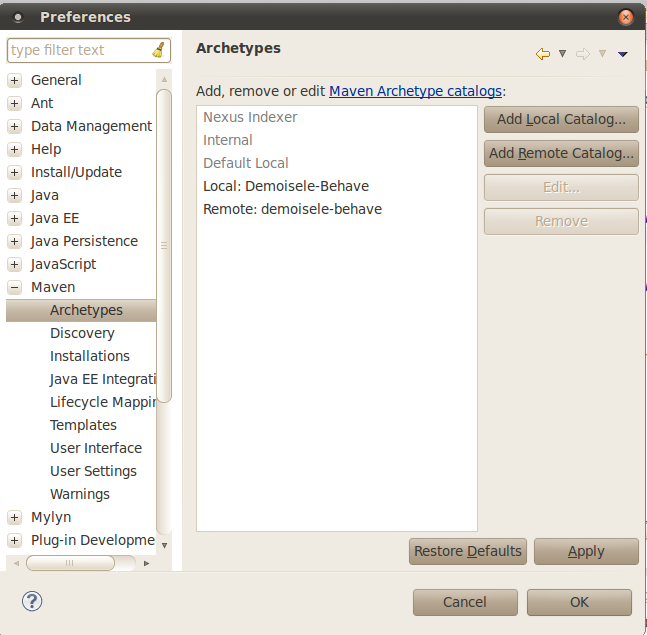 Preferences
type filter text
General
Ant
Data Management
Help
Install/Update
Java
Java EE
Java Persistence
JavaScript
Maven
Archetypes
Discovery
Installations
Java EE Integrati
Lifecycle Mappin
Templates
User Interface
User Settings
Warnings
Mylyn
Plug-in Developme
Archetypes
Add, remove or edit Maven Archetype catalogs:
Nexus Indexer
Internal
Default Local
Local: Demoisele-Behave
Remote: demoisele-behave
Add Local Catalog...
Add Remote Catalog...
Edit...
Remove
Restore Defaults
Apply
Cancel
OK